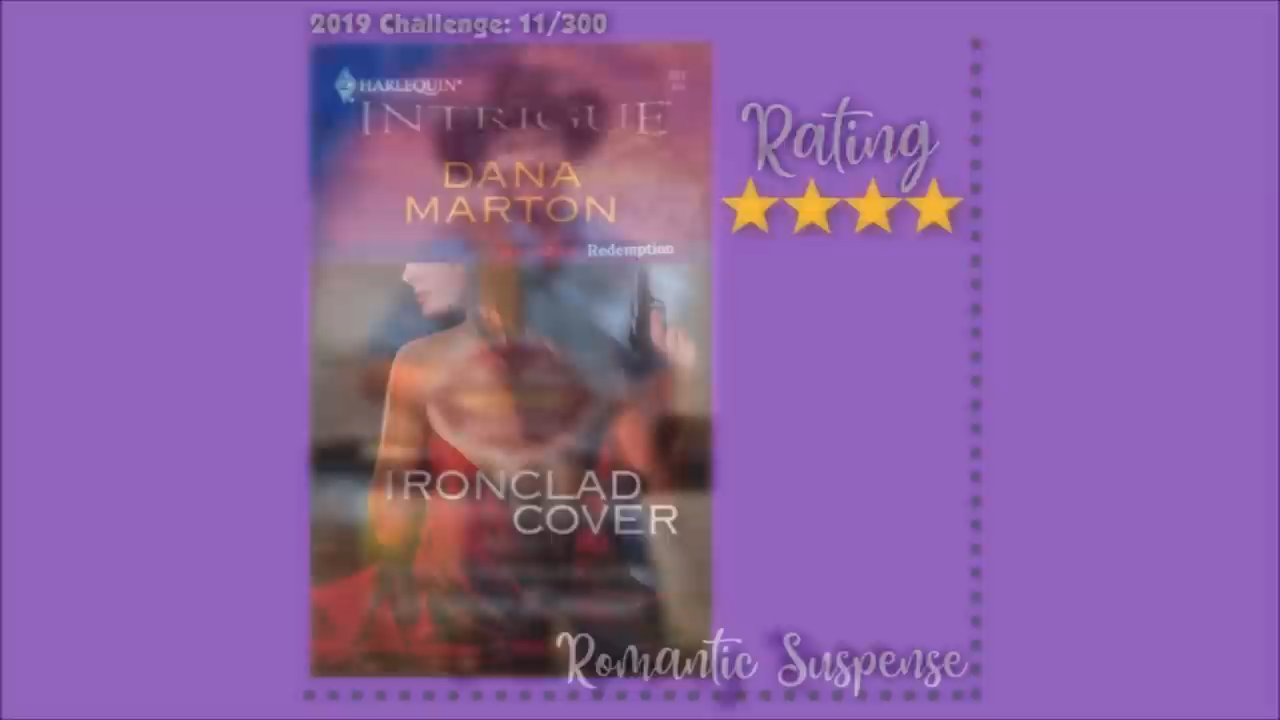 2019 Challenge: 11/300
HARLEQUIN®
INTRIGUE
DANA
MARTON
Redemption
IRONCLAD
COVER
Rating
Romantic Suspense